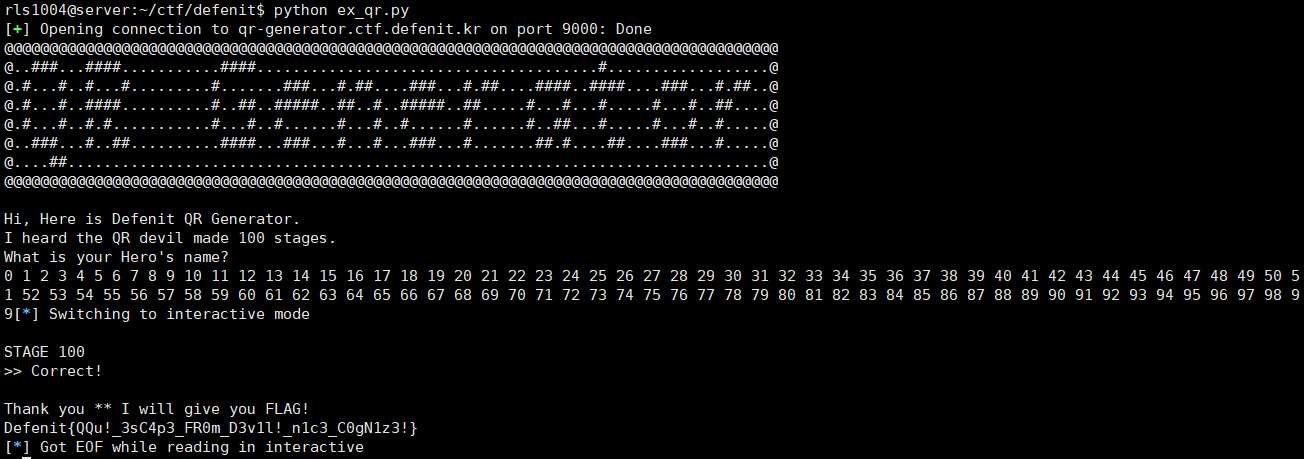 rls1004@server:~/ctf/defenit$ python ex_qr.py
[+] Opening connection to qr-generator.ctf.defenit.kr on port 9000: Done
@@@@@@@@@@@@@@@@@@@@@@@@@@@@@@@@@@@@@@@@@@@@@@@@@@@@@@@@@@@@@@@@@@@@@@@@@@@@@@@@@@@@@@
@..###...####...........####......................................#..................@
@.#...#..#...#.........#.......###...#.##....###...#.##....####..####....###...#.##..@
@.#...#..####..........#..##..#####..##..#..#####..##.....#...#...#.....#...#..##....@
@.#...#..#.#...........#...#..#......#...#..#......#......#..##...#.....#...#..#.....@
@..###...#..##..........####...###...#...#...###...#.......##.#....##....###...#.....@
@....##..............................................................................@
@@@@@@@@@@@@@@@@@@@@@@@@@@@@@@@@@@@@@@@@@@@@@@@@@@@@@@@@@@@@@@@@@@@@@@@@@@@@@@@@@@@@@@
Hi, Here is Defenit QR Generator.
I heard the QR devil made 100 stages.
What is your Hero's name?
0 1 2 3 4 5 6 7 8 9 10 11 12 13 14 15 16 17 18 19 20 21 22 23 24 25 26 27 28 29 30 31 32 33 34 35 36 37 38 39 40 41 42 43 44 45 46 47 48 49 50 5
1 52 53 54 55 56 57 58 59 60 61 62 63 64 65 66 67 68 69 70 71 72 73 74 75 76 77 78 79 80 81 82 83 84 85 86 87 88 89 90 91 92 93 94 95 96 97 98 9
9[*] Switching to interactive mode
STAGE 100
>> Correct!
Thank you ** I will give you FLAG!
Defenit{QQu!_3sC4p3_FR0m_D3v1l!_n1c3_C0gN1z3!}
[*] Got EOF while reading in interactive